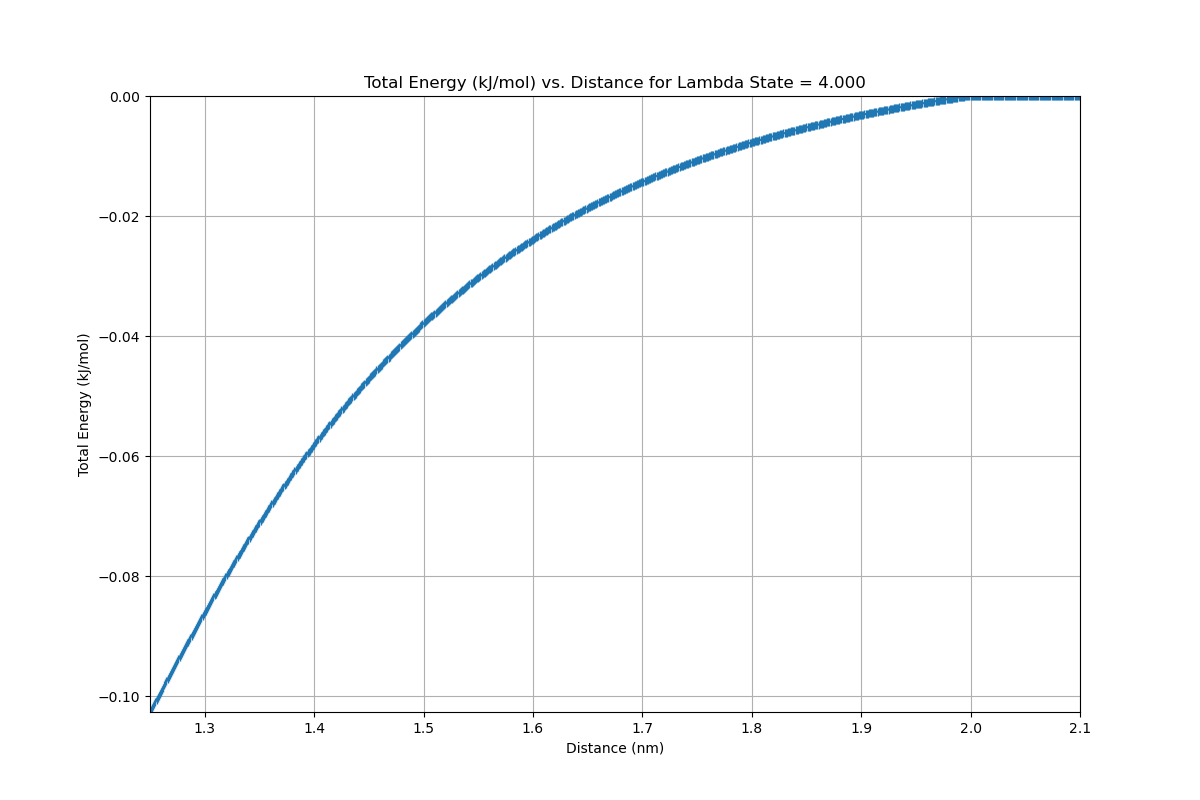 Total Energy (kJ/mol) vs. Distance for Lambda State = 4.000
0.00
−0.02
−0.04
−0.06
−0.08
−0.10
Total Energy (kJ/mol)
1.3 1.4 1.5 1.6 1.7 1.8 1.9 2.0 2.1
Distance (nm)